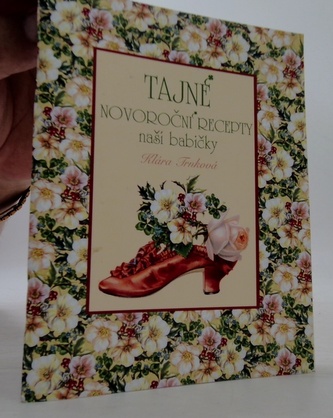 TAJNÉ
NOVOROČNÍ RECEPTY
naší babičky
Klára Trnková